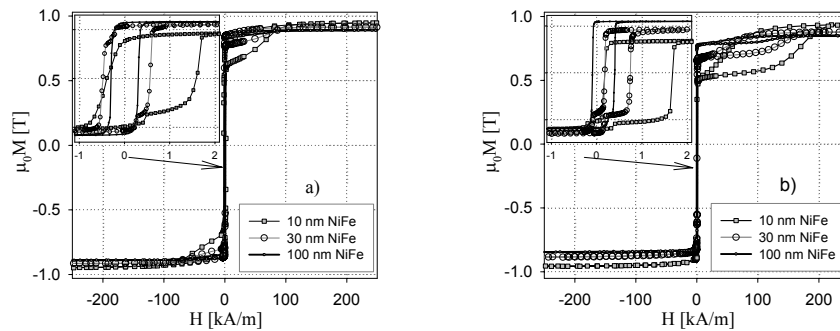 1.0
0.5
0.0
-0.5
-1.0
μ₀M [T]
-1 0 1 2
a)
10 nm NiFe
30 nm NiFe
100 nm NiFe
-200 -100 0 100 200
H [kA/m]
1.0
0.5
0.0
-0.5
-1.0
μ₀M [T]
-1 0 1 2
b)
10 nm NiFe
30 nm NiFe
100 nm NiFe
-200 -100 0 100 200
H [kA/m]